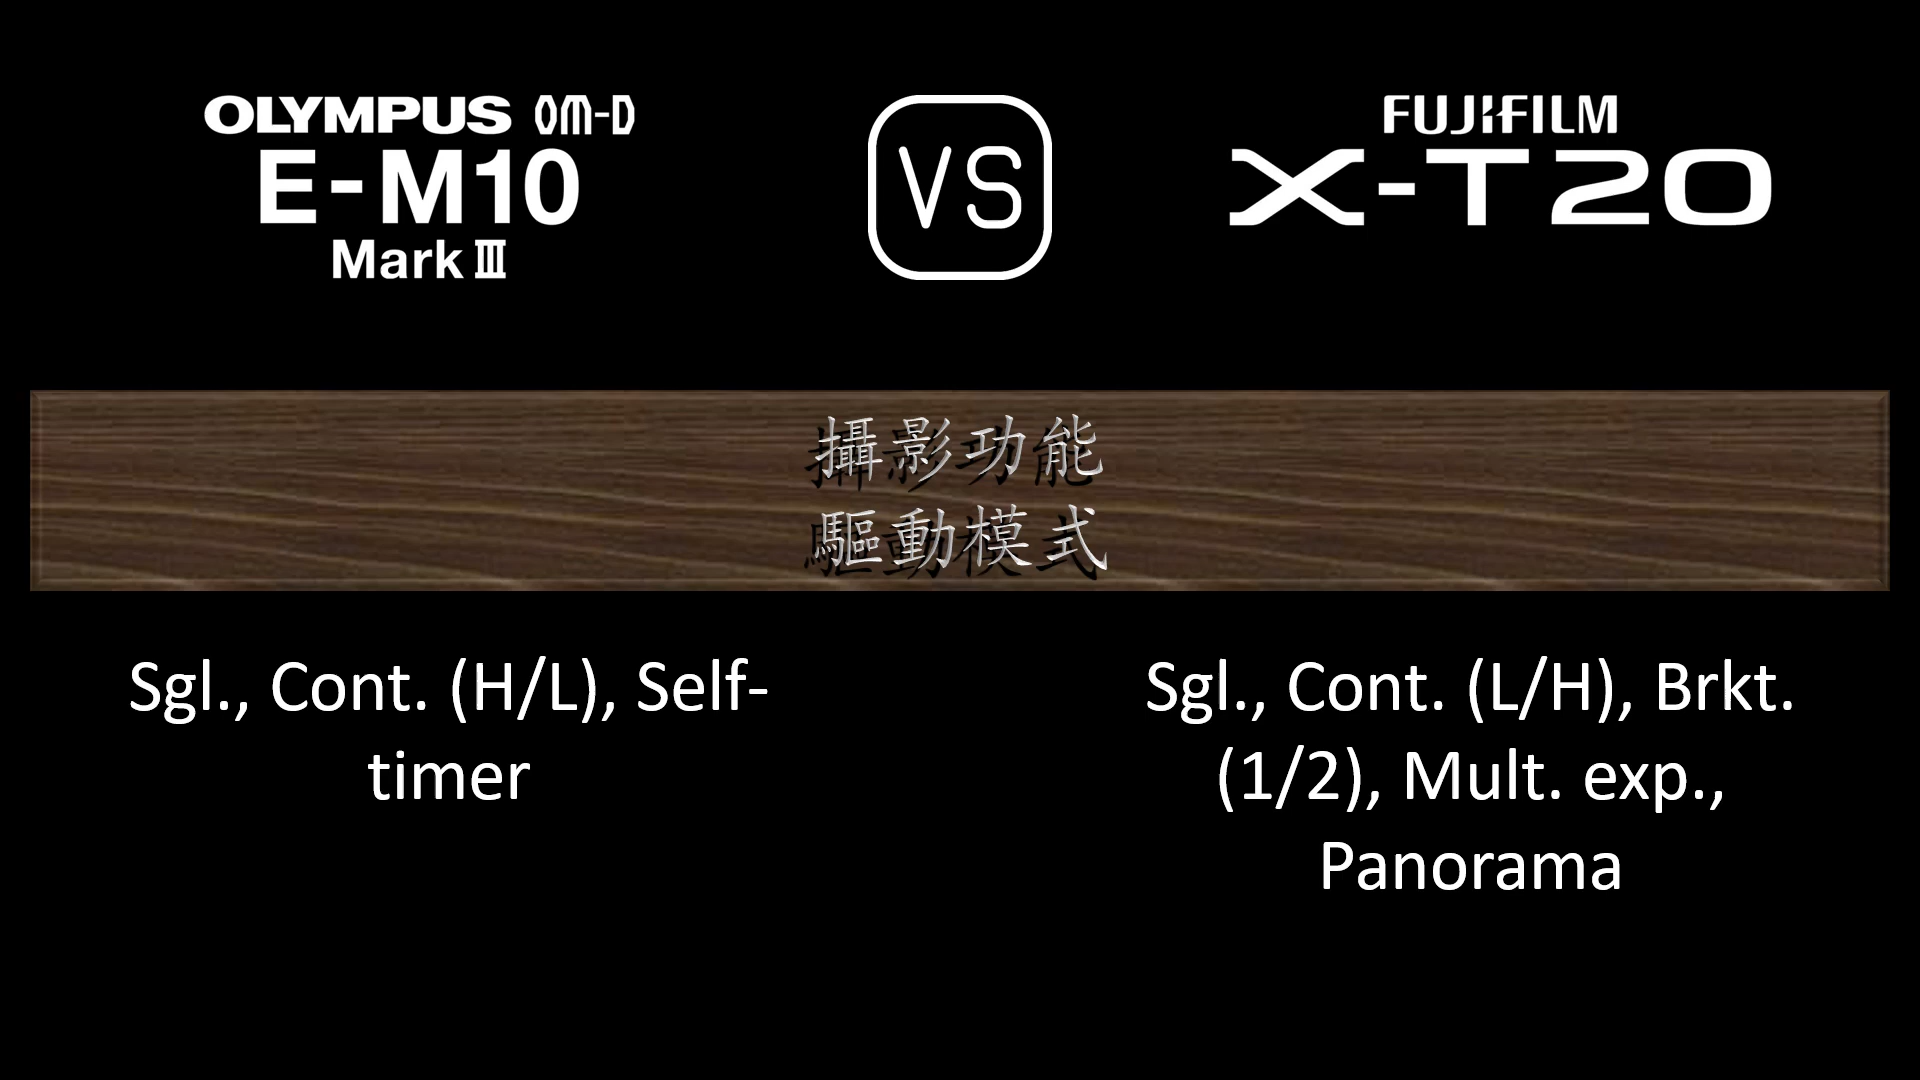 OLYMPUS OM-D
E-M10
Mark III
VS
FUJIFILM
X-T20
攝影功能
驅動模式
Sgl., Cont. (H/L), Self-
timer
Sgl., Cont. (L/H), Brkt.
(1/2), Mult. exp.,
Panorama